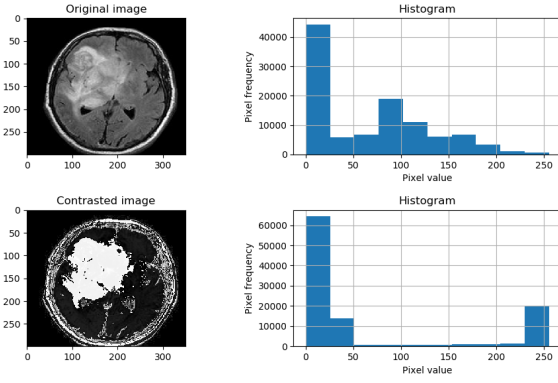 Original image
0
50
100
150
200
250
0 100 200 300
Histogram
Pixel frequency
40000
30000
20000
10000
0
0 50 100 150 200 250
Pixel value
Contrasted image
0
50
100
150
200
250
0 100 200 300
Histogram
Pixel frequency
60000
50000
40000
30000
20000
10000
0
0 50 100 150 200 250
Pixel value